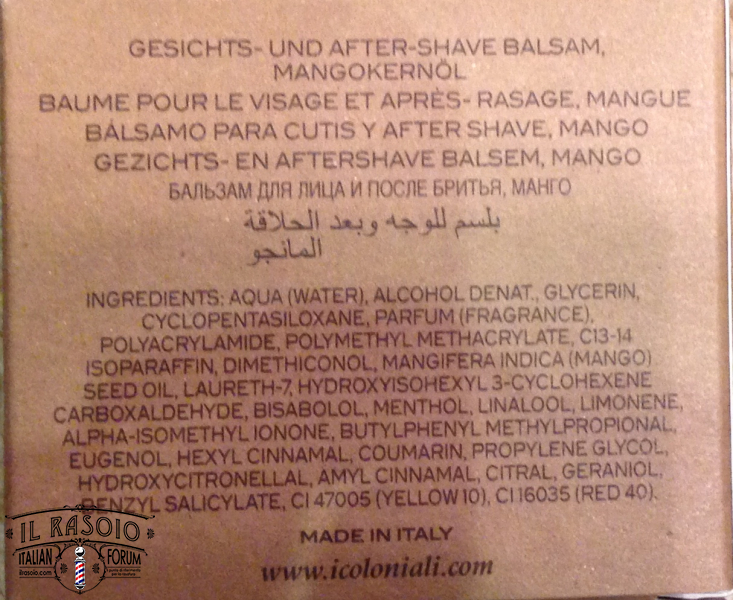 GESICHTS- UND AFTER-SHAVE BALSAM,
MANGOKERNÖL
BAUME POUR LE VISAGE ET APRÈS- RASAGE, MANGUE
BÁLSAMO PARA CUTIS Y AFTER SHAVE, MANGO
GEZICHTS- EN AFTERSHAVE BALSEM, MANGO
БАЛЬЗАМ ДЛЯ ЛИЦА И ПОСЛЕ БРИТЬЯ, МАНГО
بلسم للوجه وبعد الحلاقة
المانجو
INGREDIENTS: AQUA (WATER), ALCOHOL DENAT., GLYCERIN,
CYCLOPENTASILOXANE, PARFUM (FRAGRANCE),
POLYACRYLAMIDE, POLYMETHYL METHACRYLATE, C13-14
ISOPARAFFIN, DIMETHICONOL, MANGIFERA INDICA (MANGO)
SEED OIL, LAURETH-7, HYDROXYISOHEXYL 3-CYCLOHEXENE
CARBOXALDEHYDE, BISABOLOL, MENTHOL, LINALOOL, LIMONENE,
ALPHA-ISOMETHYL IONONE, BUTYLPHENYL METHYLPROPIONAL,
EUGENOL, HEXYL CINNAMAL, COUMARIN, PROPYLENE GLYCOL,
HYDROXYCITRONELLAL, AMYL CINNAMAL, CITRAL, GERANIOL,
BENZYL SALICYLATE, CI 47005 (YELLOW 10), CI 16035 (RED 40).
MADE IN ITALY
www.icoloniali.com
IL RASOIO
ITALIAN FORUM
ilrasoio.com